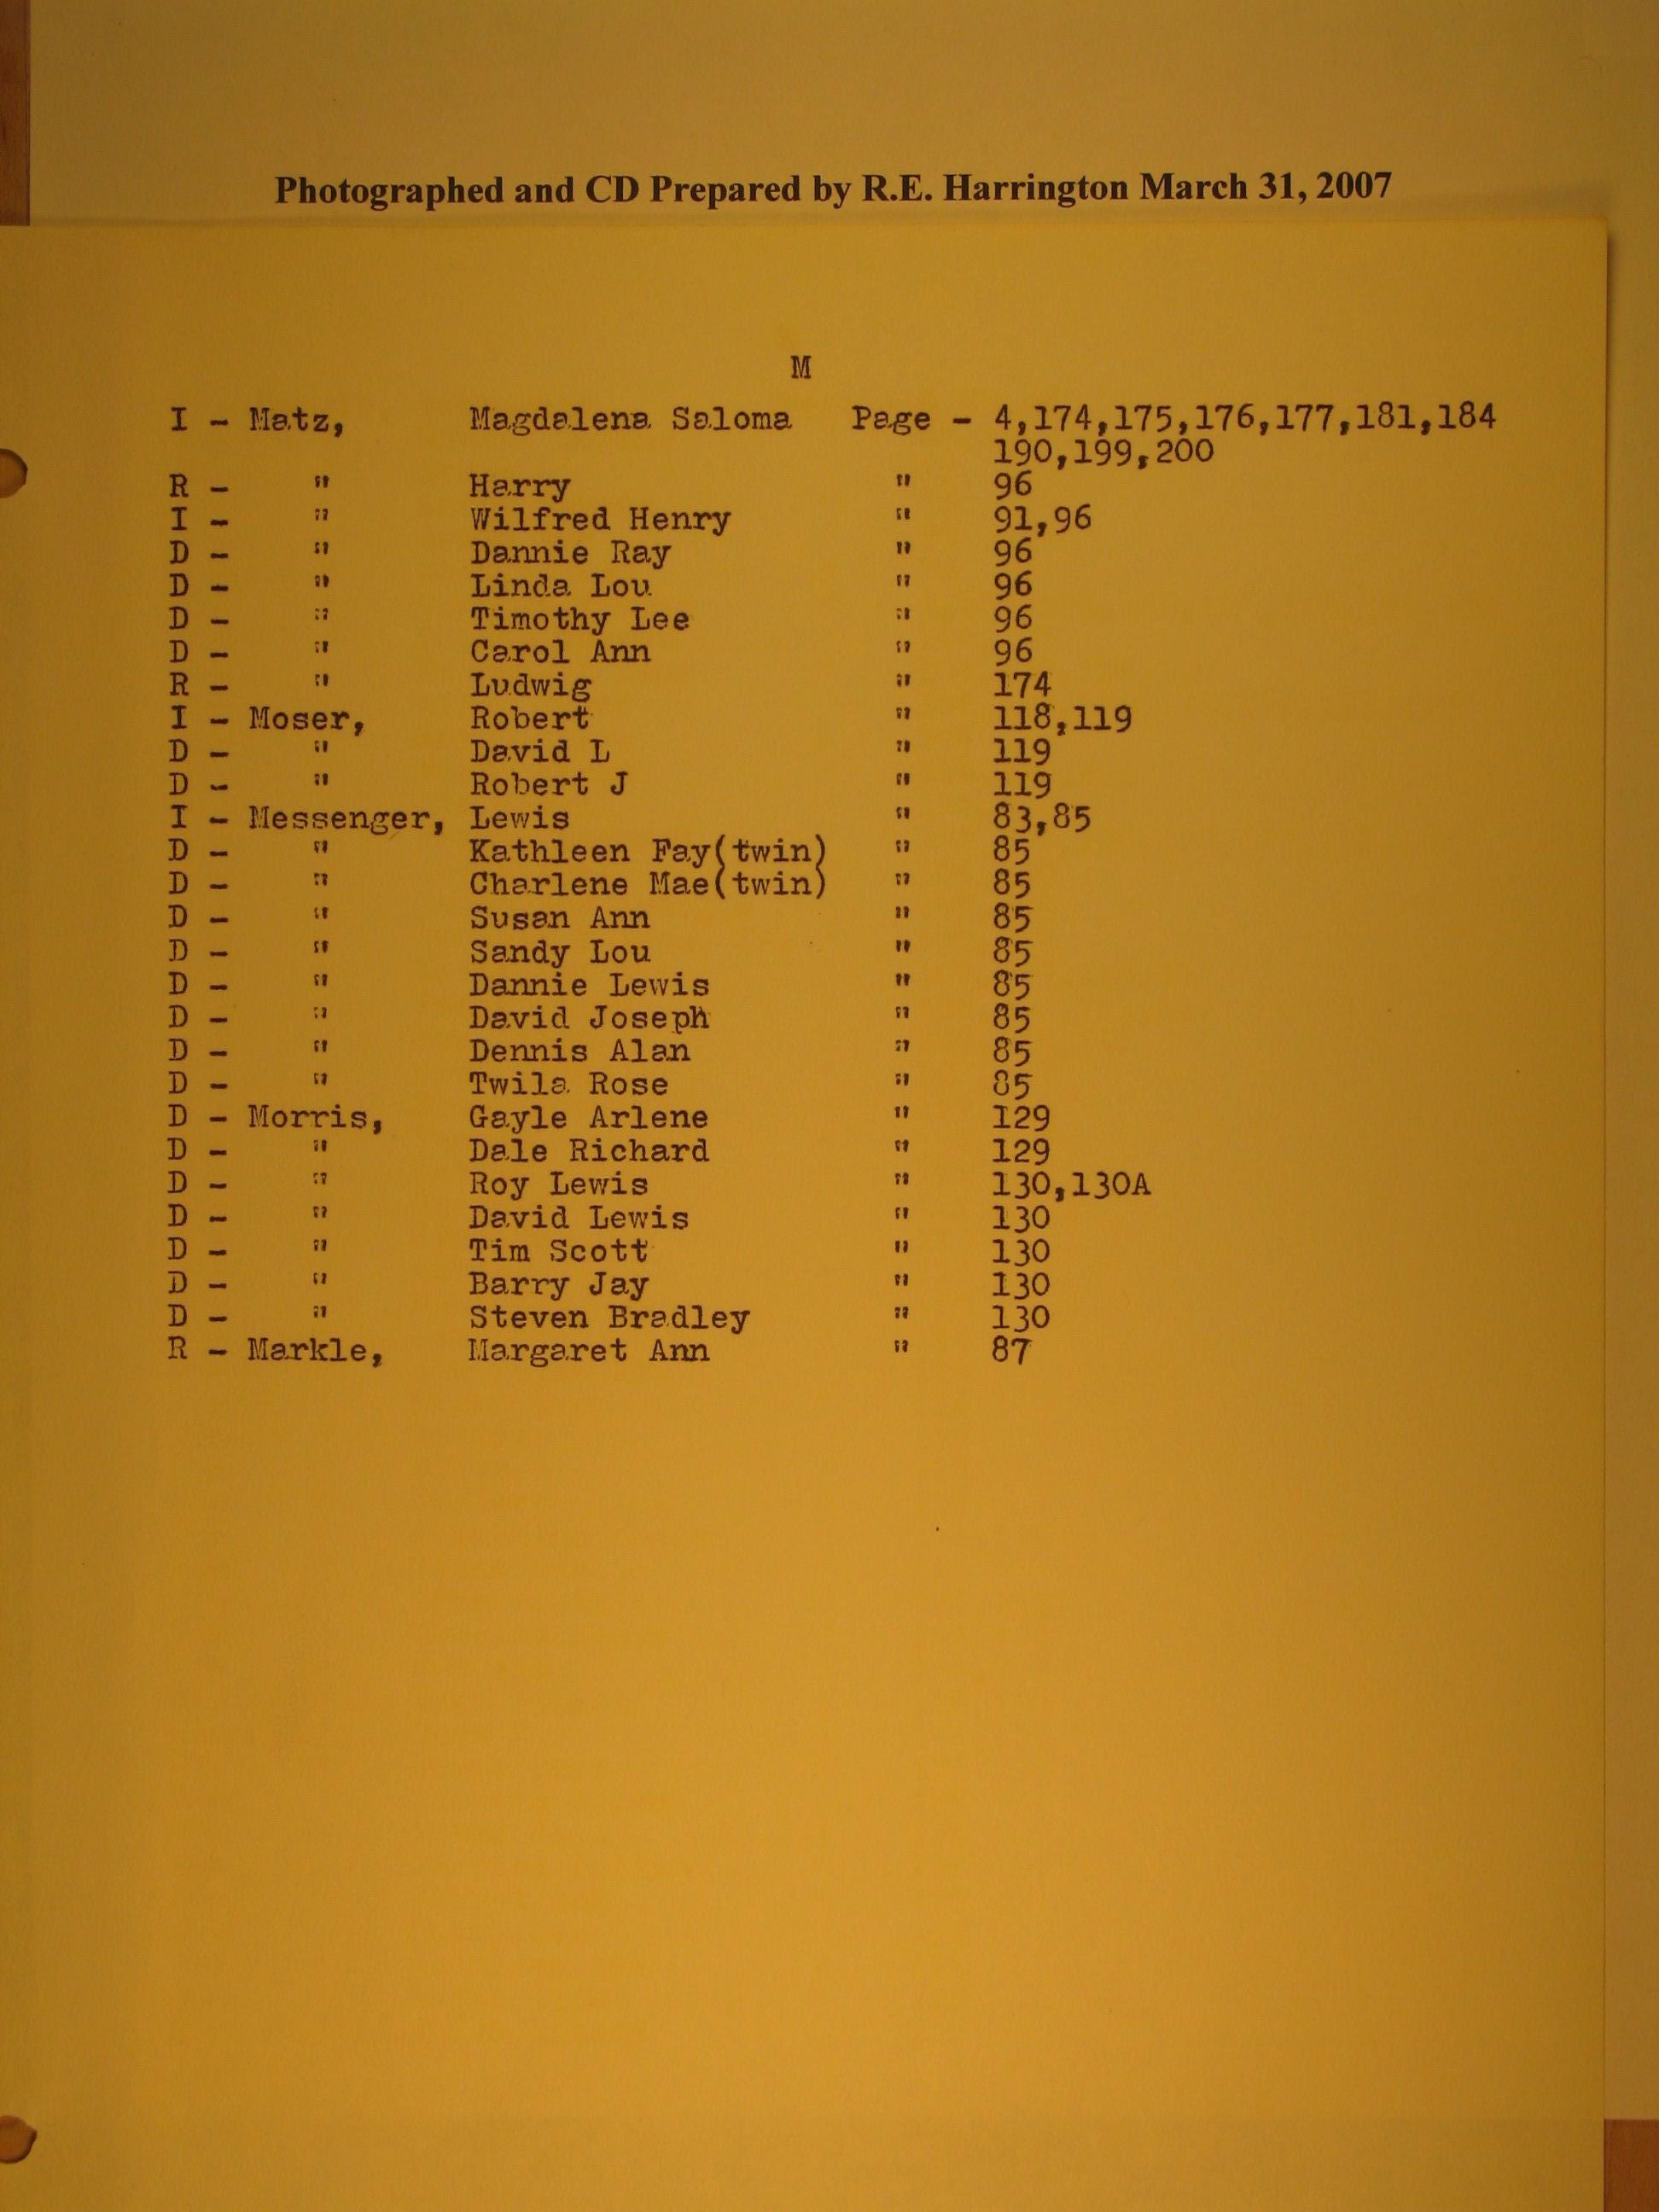 Photographed and CD Prepared by R.E. Harrington March 31, 2007
M
I - Matz, Magdalena Saloma Page - 4,174,175,176,177,181,184
190,199,200
R - " Harry " 96
I - " Wilfred Henry " 91,96
D - " Dannie Ray " 96
D - " Linda Lou " 96
D - " Timothy Lee " 96
D - " Carol Ann " 96
R - " Ludwig " 174
I - Moser, Robert " 118,119
D - " David L " 119
D - " Robert J " 119
I - Messenger, Lewis " 83,85
D - " Kathleen Fay(twin) " 85
D - " Charlene Mae(twin) " 85
D - " Susan Ann " 85
D - " Sandy Lou " 85
D - " Dannie Lewis " 85
D - " David Joseph " 85
D - " Dennis Alan " 85
D - " Twila Rose " 85
D - Morris, Gayle Arlene " 129
D - " Dale Richard " 129
D - " Roy Lewis " 130,130A
D - " David Lewis " 130
D - " Tim Scott " 130
D - " Barry Jay " 130
D - " Steven Bradley " 130
R - Markle, Margaret Ann " 87